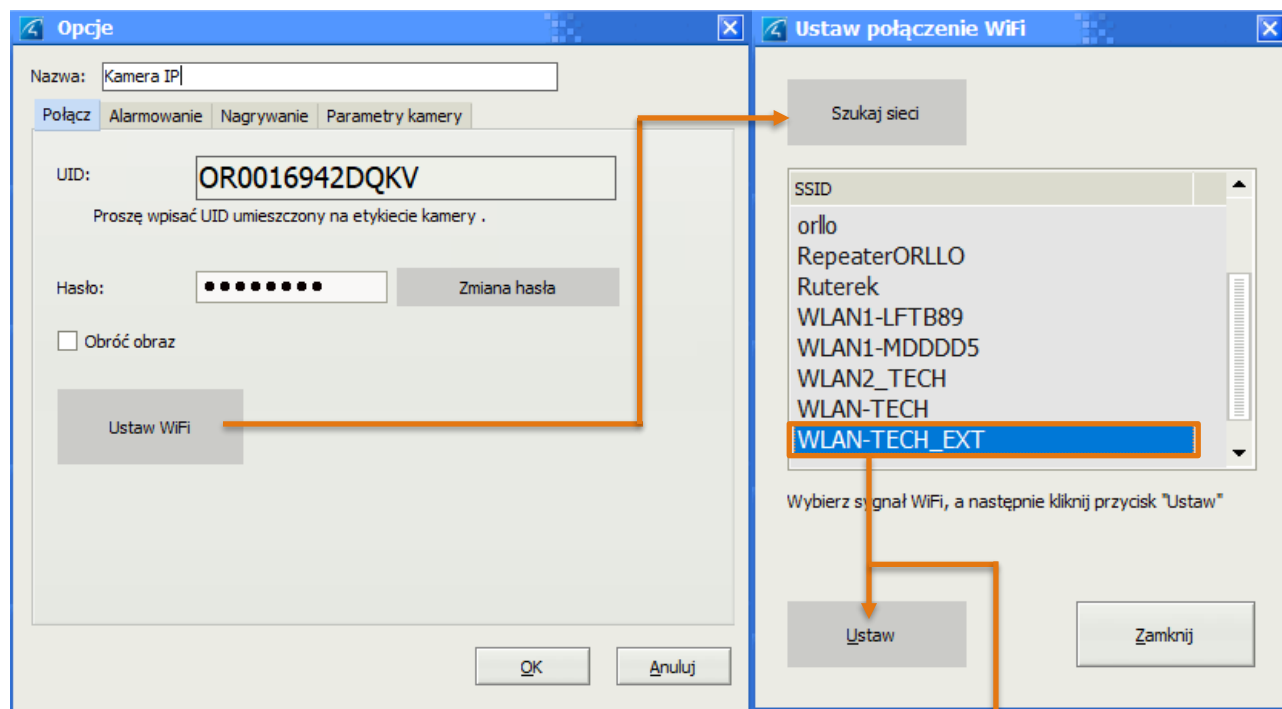 Opcje
Nazwa: Kamera IP
Połącz Alarmowanie Nagrywanie Parametry kamery
UID: OR0016942DQKV
Proszę wpisać UID umieszczony na etykiecie kamery .
Hasło: ●●●●●●●● Zmiana hasła
Obróć obraz
Ustaw WiFi
OK Anuluj
Ustaw połączenie WiFi
Szukaj sieci
SSID
orllo
RepeaterORLLO
Ruterek
WLAN1-LFTB89
WLAN1-MDDDD5
WLAN2_TECH
WLAN-TECH
WLAN-TECH_EXT
Wybierz sygnał WiFi, a następnie kliknij przycisk "Ustaw"
Ustaw Zamknij